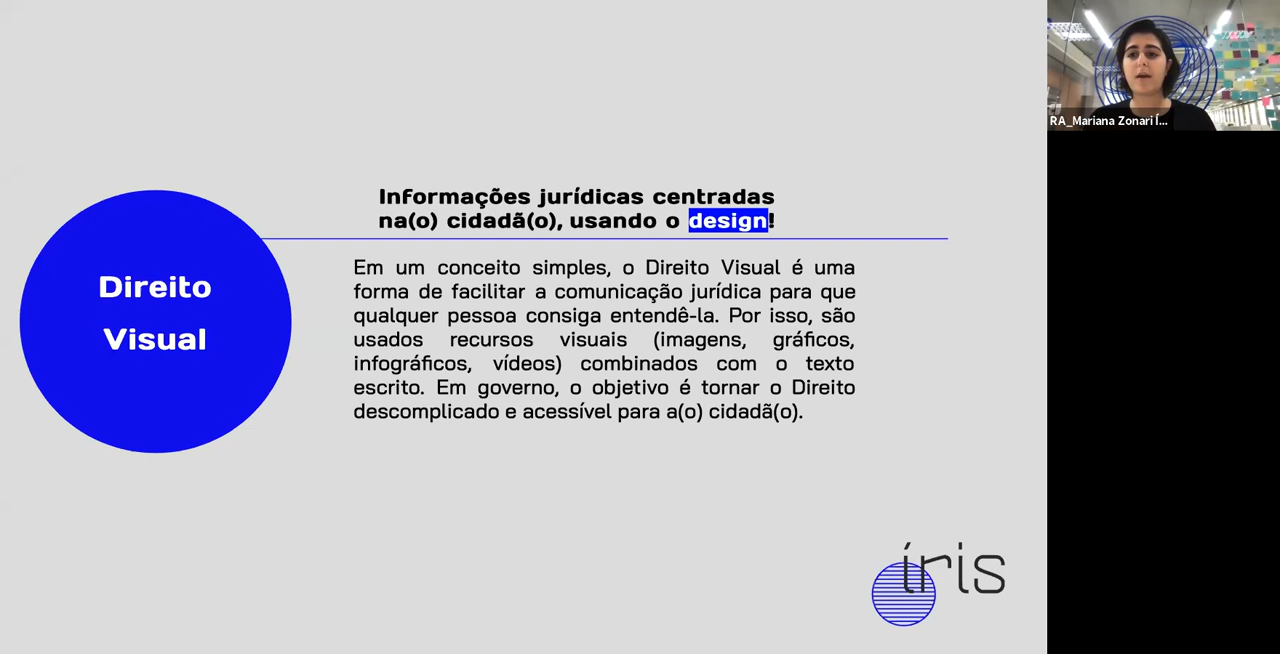 Informações jurídicas centradas
na(o) cidadã(o), usando o design!
Direito
Visual
Em um conceito simples, o Direito Visual é uma
forma de facilitar a comunicação jurídica para que
qualquer pessoa consiga entendê-la. Por isso, são
usados recursos visuais (imagens, gráficos,
infográficos, vídeos) combinados com o texto
escrito. Em governo, o objetivo é tornar o Direito
descomplicado e acessível para a(o) cidadã(o).
íris
RA_Mariana Zonari Í...